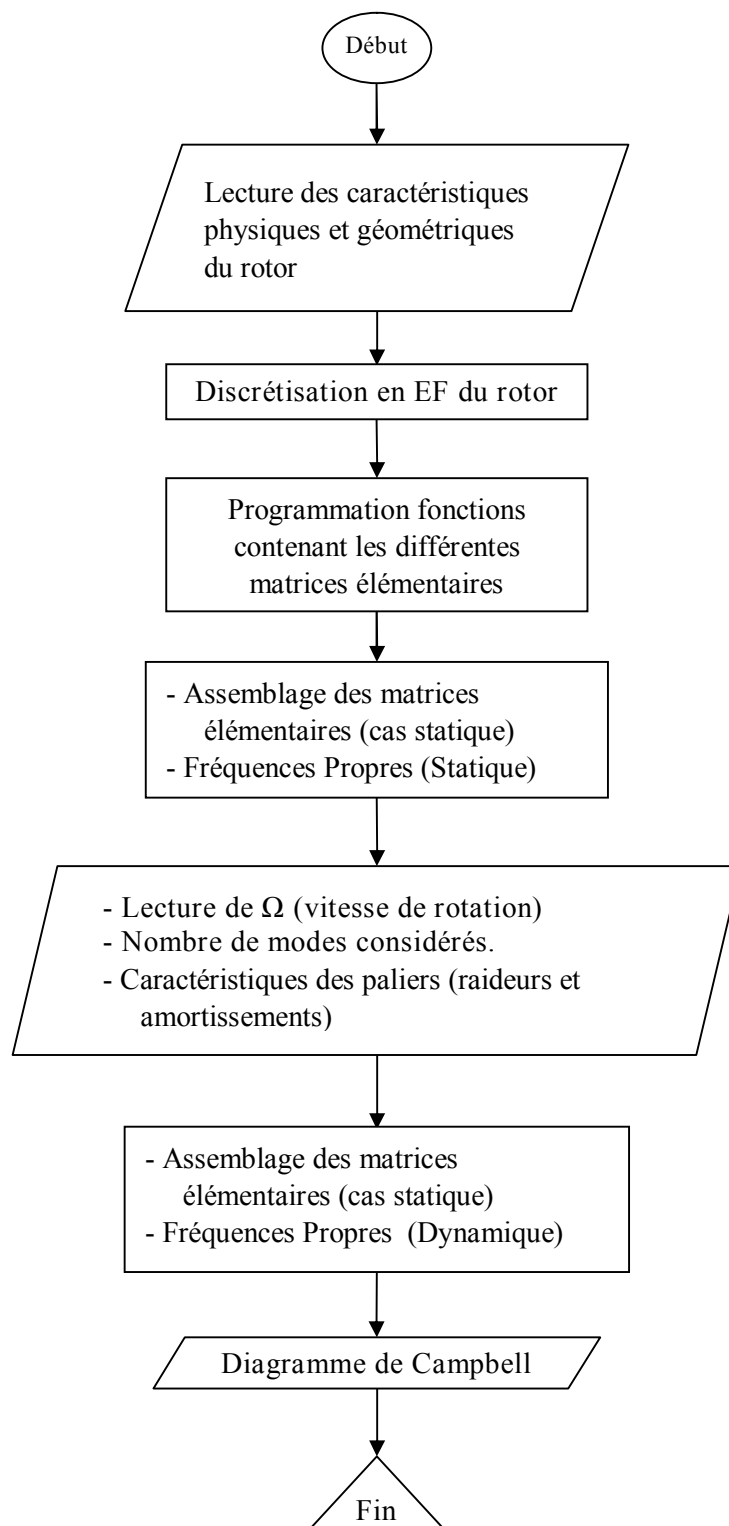 Début
Lecture des caractéristiques
physiques et géométriques
du rotor
Discrétisation en EF du rotor
Programmation fonctions
contenant les différentes
matrices élémentaires
- Assemblage des matrices
élémentaires (cas statique)
- Fréquences Propres (Statique)
- Lecture de Ω (vitesse de rotation)
- Nombre de modes considérés.
- Caractéristiques des paliers (raideurs et
amortissements)
- Assemblage des matrices
élémentaires (cas statique)
- Fréquences Propres (Dynamique)
Diagramme de Campbell
Fin